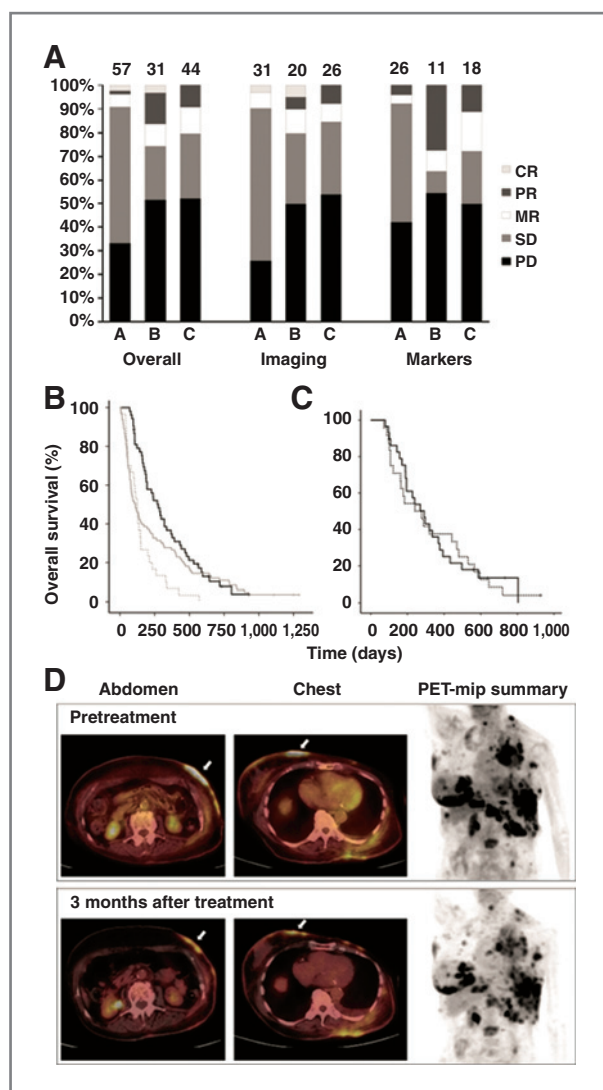 A
57 31 44 31 20 26 26 11 18
100%
90%
80%
70%
60%
50%
40%
30%
20%
10%
0%
CR
PR
MR
SD
PD
A B C A B C A B C
Overall Imaging Markers
B
Overall survival (%)
100
80
60
40
20
0
0 250 500 750 1,000 1,250
C
100
80
60
40
20
0
0 200 400 600 800 1,000
Time (days)
D
Abdomen Chest PET-mip summary
Pretreatment
3 months after treatment